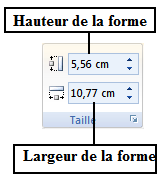 Hauteur de la forme
5,56 cm
10,77 cm
Taille
Largeur de la forme